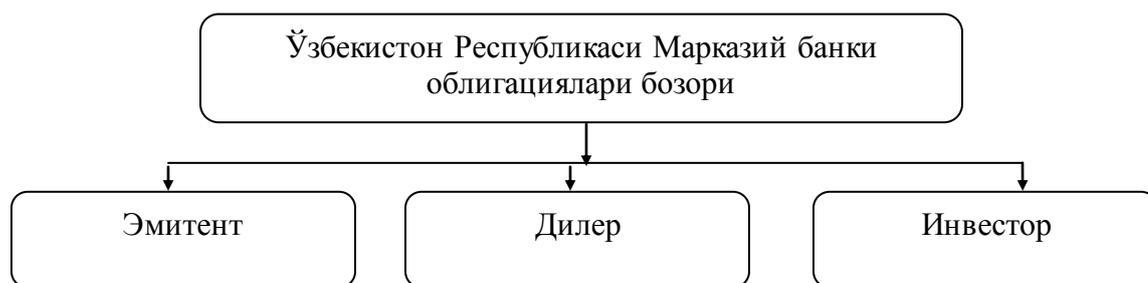 Ўзбекистон Республикаси Марказий банки
облигациялари бозори
Эмитент
Дилер
Инвестор